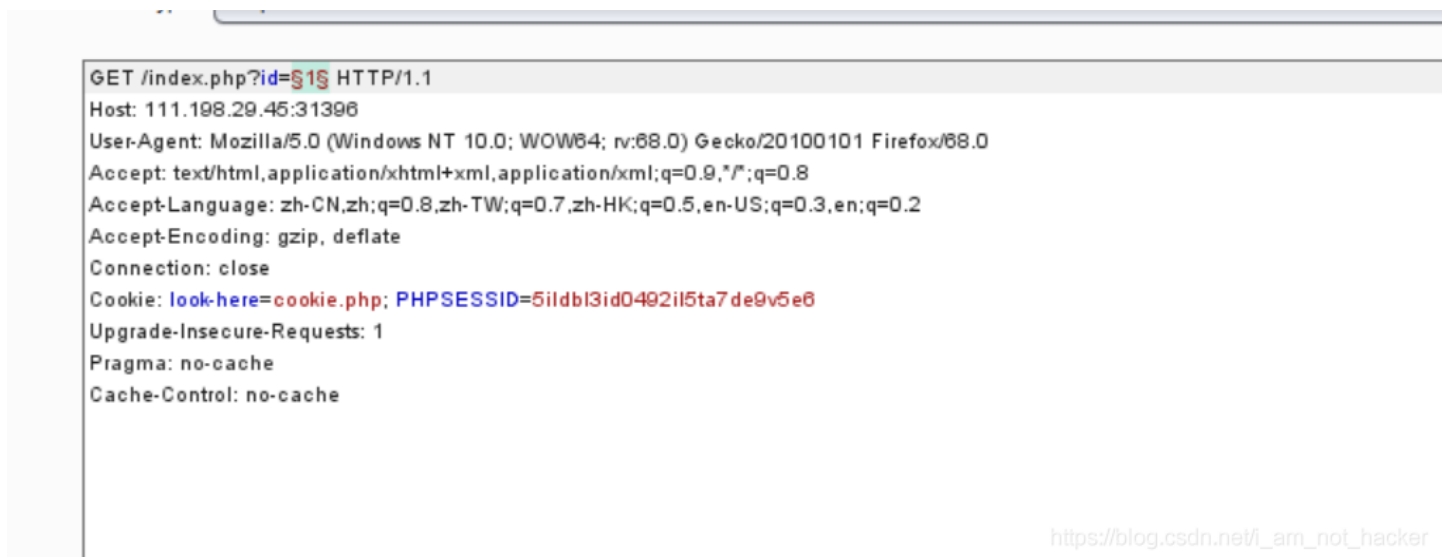 GET /index.php?id=§1§ HTTP/1.1
Host: 111.198.29.45:31396
User-Agent: Mozilla/5.0 (Windows NT 10.0; WOW64; rv:68.0) Gecko/20100101 Firefox/68.0
Accept: text/html,application/xhtml+xml,application/xml;q=0.9,*/*;q=0.8
Accept-Language: zh-CN,zh;q=0.8,zh-TW;q=0.7,zh-HK;q=0.5,en-US;q=0.3,en;q=0.2
Accept-Encoding: gzip, deflate
Connection: close
Cookie: look-here=cookie.php; PHPSESSID=5ildbl3id0492il5ta7de9v5e6
Upgrade-Insecure-Requests: 1
Pragma: no-cache
Cache-Control: no-cache
https://blog.csdn.net/i_am_not_hacker